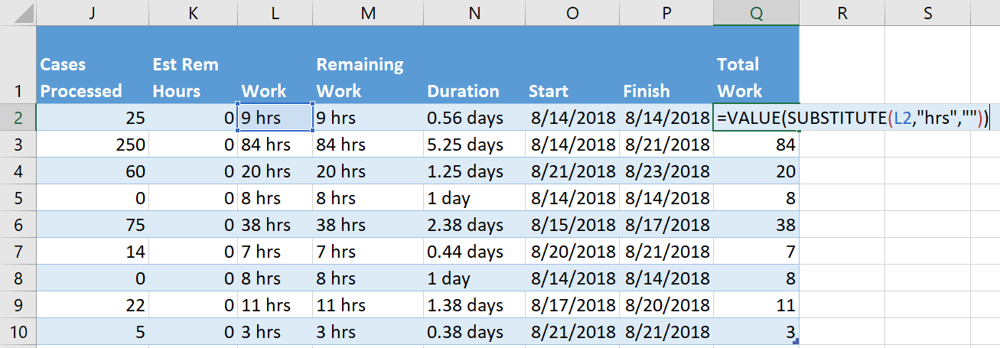 J K L M N O P Q R S
Cases Est Rem Remaining Total
1 Processed Hours Work Work Duration Start Finish Work
2 25 0 9 hrs 9 hrs 0.56 days 8/14/2018 8/14/2018 =VALUE(SUBSTITUTE(L2,"hrs",""))
3 250 0 84 hrs 84 hrs 5.25 days 8/14/2018 8/21/2018 84
4 60 0 20 hrs 20 hrs 1.25 days 8/21/2018 8/23/2018 20
5 0 0 8 hrs 8 hrs 1 day 8/14/2018 8/14/2018 8
6 75 0 38 hrs 38 hrs 2.38 days 8/15/2018 8/17/2018 38
7 14 0 7 hrs 7 hrs 0.44 days 8/20/2018 8/21/2018 7
8 0 0 8 hrs 8 hrs 1 day 8/14/2018 8/14/2018 8
9 22 0 11 hrs 11 hrs 1.38 days 8/17/2018 8/20/2018 11
10 5 0 3 hrs 3 hrs 0.38 days 8/21/2018 8/21/2018 3